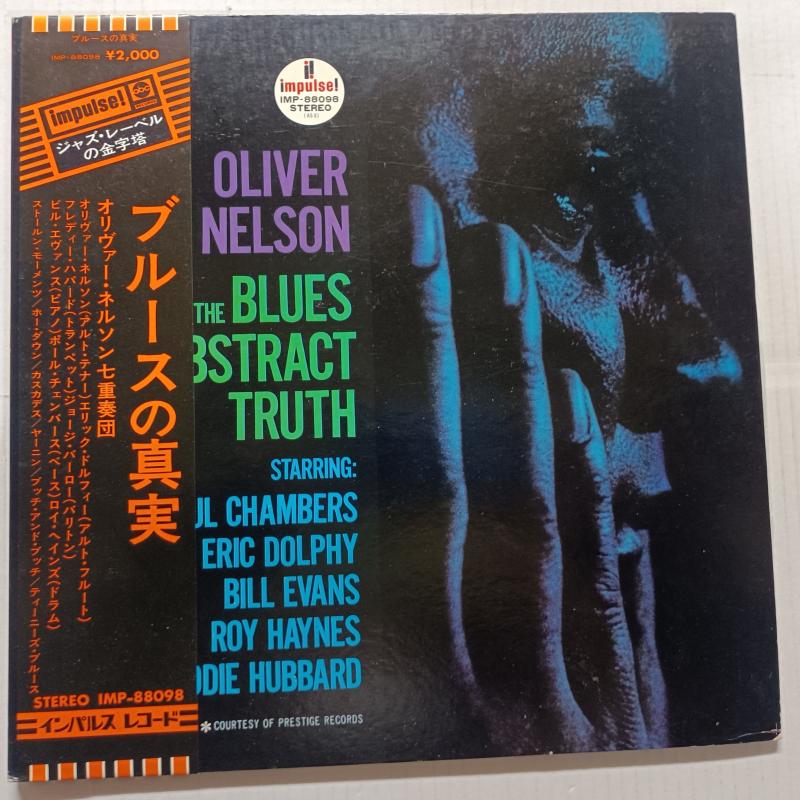 ブルースの真実
IMP-88098 ¥2,000
impulse! abc
ジャズ・レーベル
の金字塔
ブルースの真実
オリヴァー・ネルソン七重奏団
オリヴァー・ネルソン(アルト・テナー)エリック・ドルフィー(アルト・フルート)
フレディー・ハバード(トランペット)ジョージ・バーロー(バリトン)
ビル・エヴァンス(ピアノ)ポール・チェンバース(ベース)ロイ・ヘインズ(ドラム)
ストールン・モーメンツ/ホー・ダウン/カスカデス/ヤーニン/ブッチ・アンド・ブッチ/ティーニーズ・ブルース
STEREO IMP-88098
インパルス レコード
i!
impulse!
IMP-88098
STEREO
OLIVER
NELSON
THE BLUES
BSTRACT
TRUTH
STARRING:
UL CHAMBERS
ERIC DOLPHY
BILL EVANS
ROY HAYNES
DDIE HUBBARD
*COURTESY OF PRESTIGE RECORDS